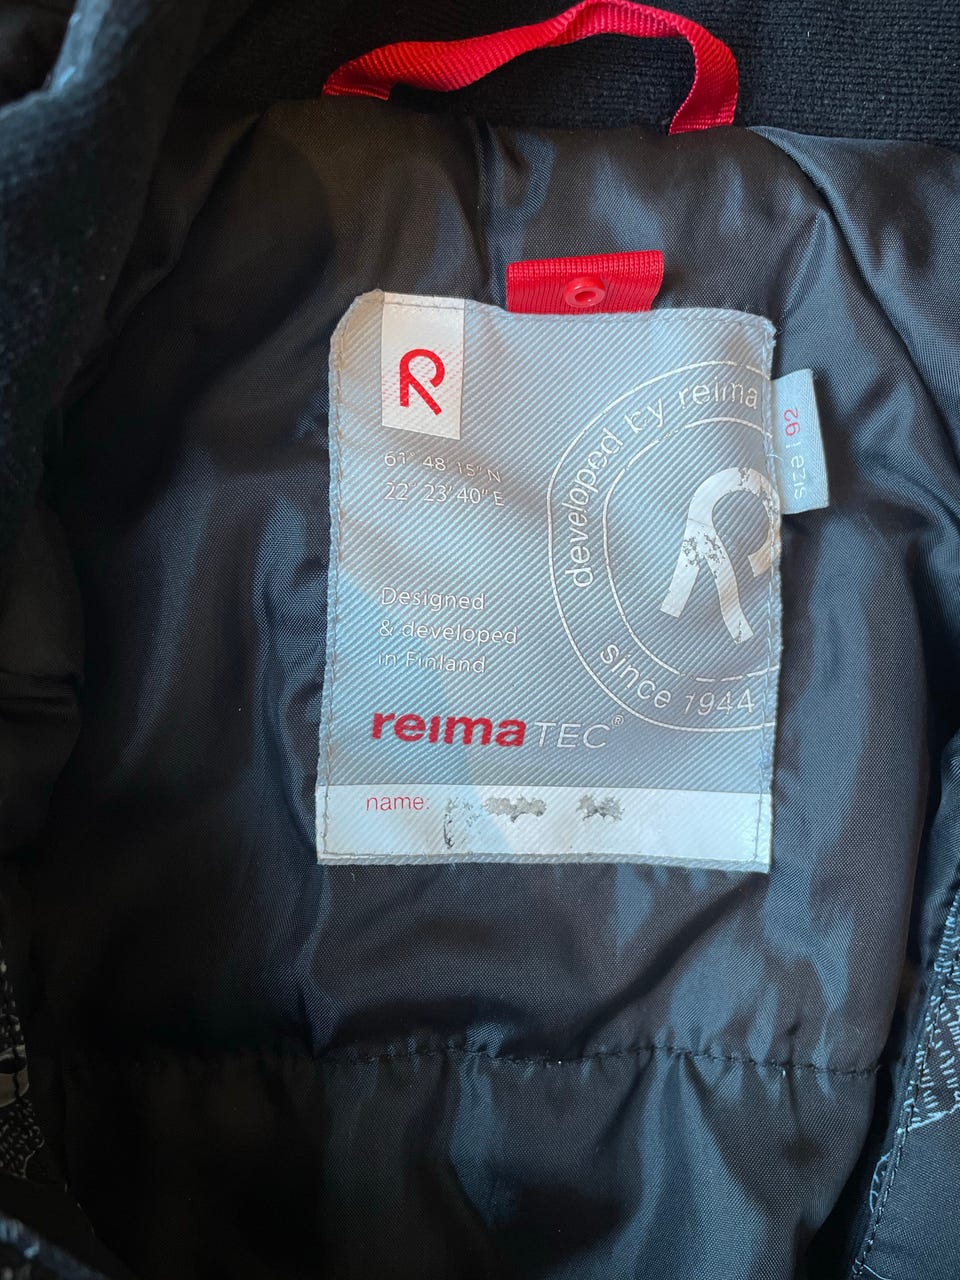 61° 48' 15" N
22° 23' 40" E
developed by reima
since 1944
size | 92
Designed
& developed
in Finland
reimaTEC®
name: